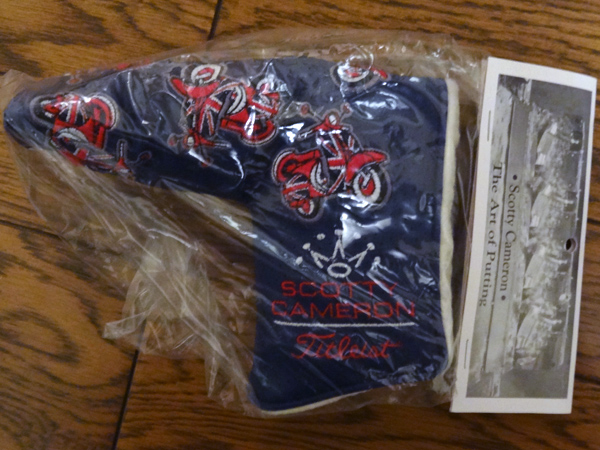 SCOTTY
CAMERON
Titleist
• Scotty Cameron •
The Art of Putting